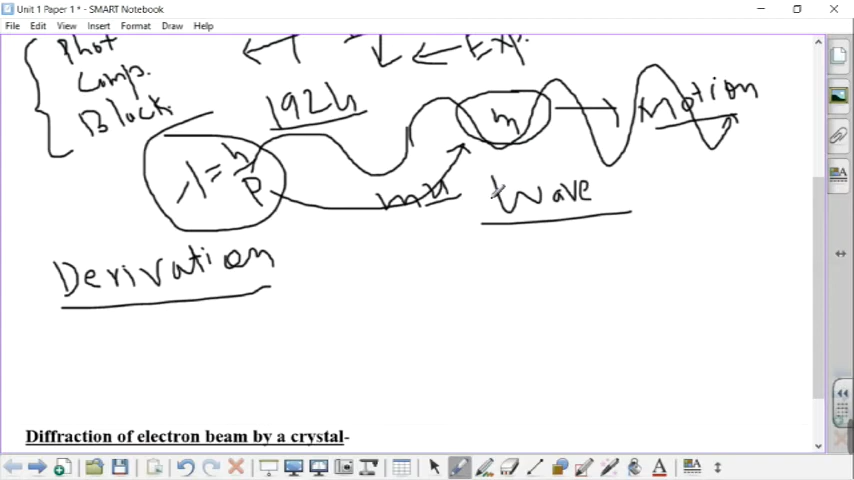 Unit 1 Paper 1 * - SMART Notebook
File Edit View Insert Format Draw Help
Phot
Comp.
Block
Exp.
1924
λ = h/p
m
Motion
mu
Wave
Derivation
Diffraction of electron beam by a crystal-